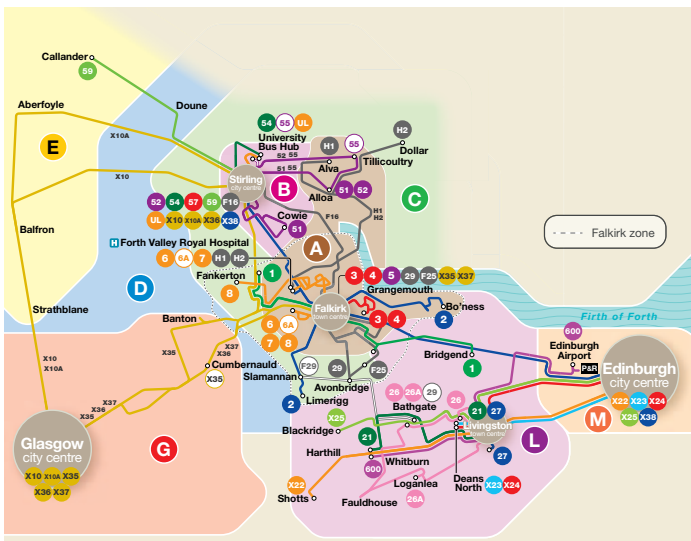 Callander
59
Aberfoyle
Doune
X10A
E
54 55 UL
University
Bus Hub
52 55
51 55
H1
Alva
55
Tillicoultry
H2
Dollar
X10
Stirling
city centre
B
Alloa
51 52
C
52 54 57 59 F16
UL X10 X10A X36 X38
F16
H1
H2
Cowie
51
Balfron
H Forth Valley Royal Hospital
6 6A 7 H1 H2
A
Falkirk zone
D
Fankerton
1
8
3 4 5 29 F25 X35 X37
Grangemouth
Bo'ness
2
Strathblane
Banton
Falkirk
town centre
3 4
6 6A
7 8
Firth of Forth
600
Edinburgh
Airport
P&R
X35
X37
X36
Cumbernauld
X35
Slamannan
F29
29
F25
Avonbridge
Bridgend
1
Edinburgh
city centre
X22 X23 X24
X25 X38
M
X10
X10A
2
Limerigg
26 26A 29
Bathgate
26
21 27
X37
X36
X35
X25
Blackridge
21
Livingston
town centre
L
Glasgow
city centre
X10 X10A X35
X36 X37
G
Harthill
Whitburn
600
27
X22
Shotts
Loganlea
26A
Fauldhouse
Deans
North
X23 X24